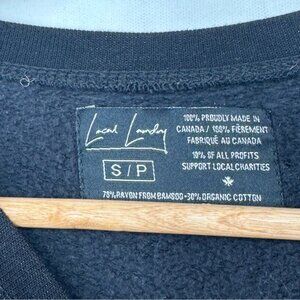 Local Laundry
S/P
100% PROUDLY MADE IN
CANADA / 100% FIÈREMENT
FABRIQUÉ AU CANADA
10% OF ALL PROFITS
SUPPORT LOCAL CHARITIES
70% RAYON FROM BAMBOO • 30% ORGANIC COTTON